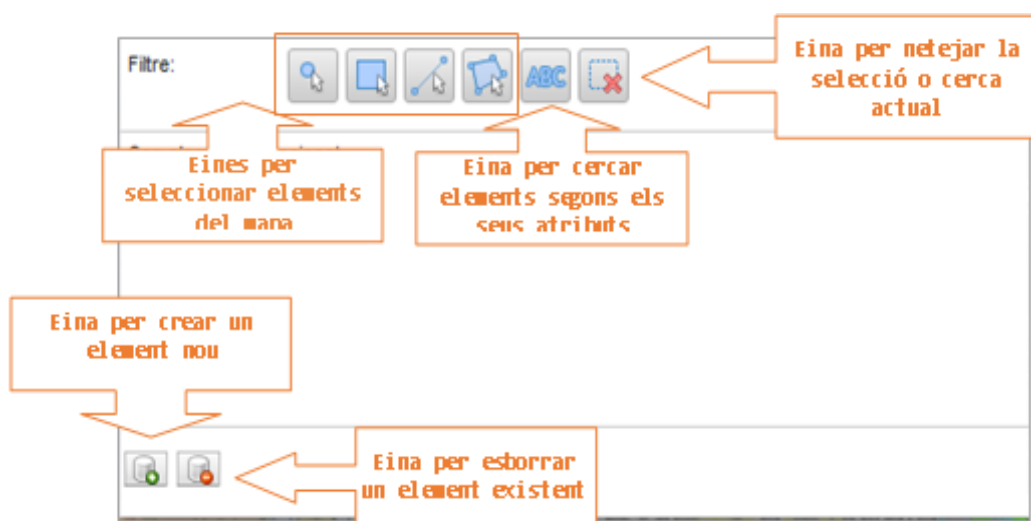 Filtre:
ABC
Eina per netejar la
selecció o cerca
actual
Eines per
seleccionar elements
del mapa
Eina per cercar
elements segons els
seus atributs
Eina per crear un
element nou
Eina per esborrar
un element existent